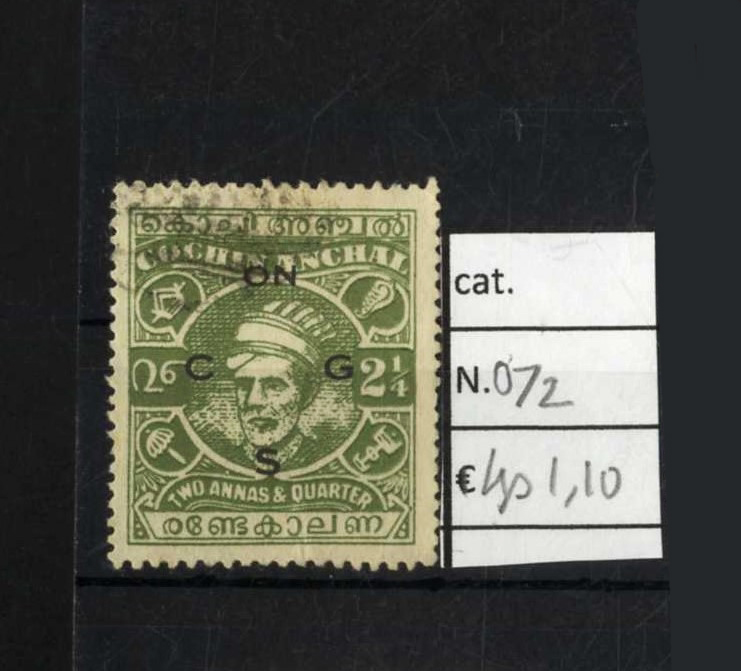 കൊച്ചി അഞ്ചൽ
COCHIN ANCHAL
ON
C G 2¼
S
TWO ANNAS & QUARTER
രണ്ടേകാലണ
cat.
N. 072
€ 1,10